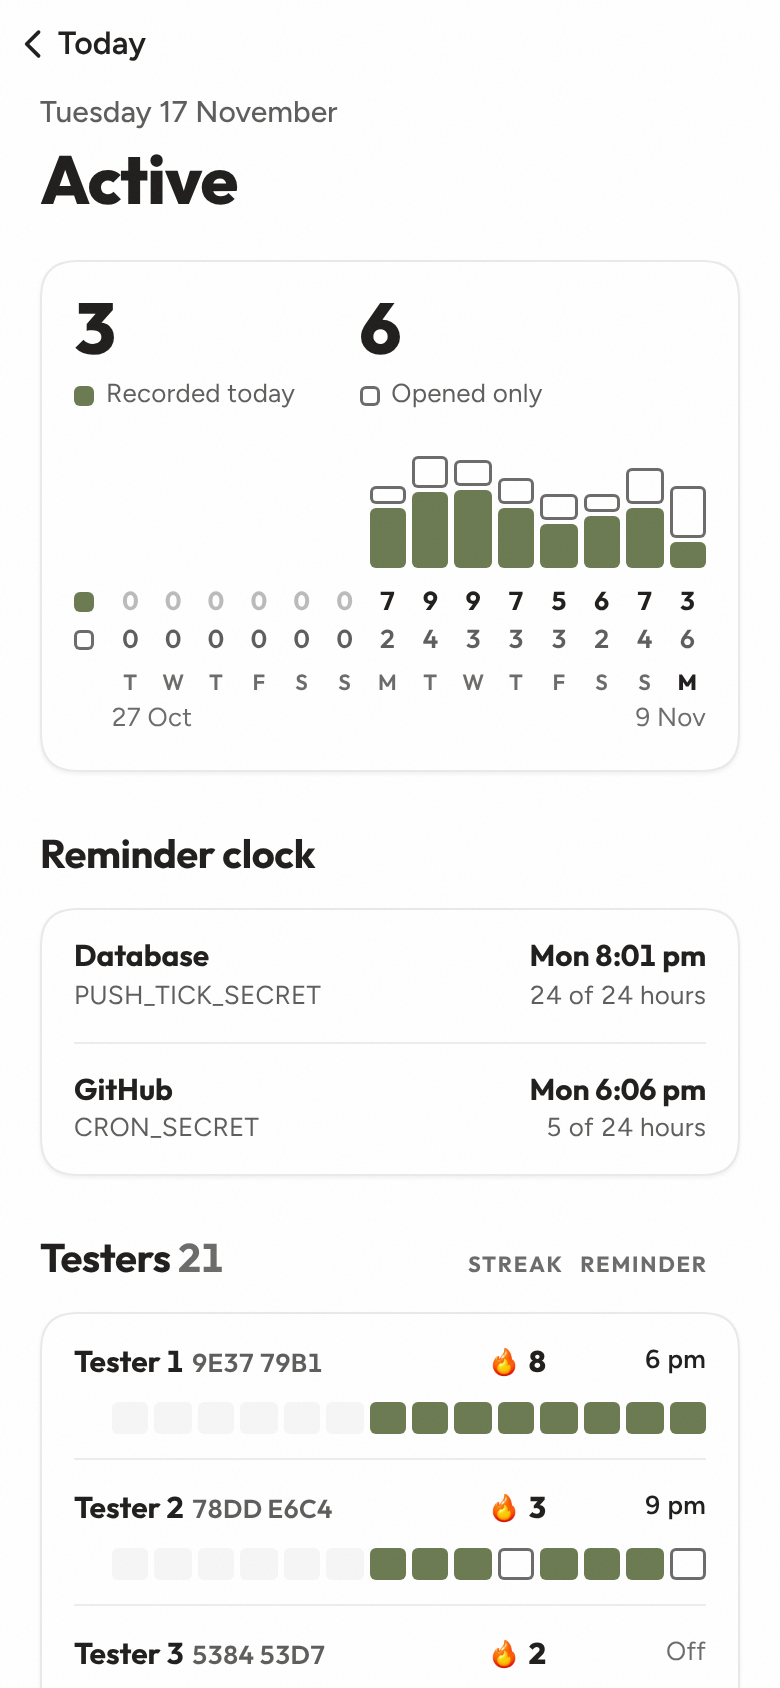 Today
Tuesday 17 November
Active
3 6
Recorded today Opened only
0 0 0 0 0 0 7 9 9 7 5 6 7 3
0 0 0 0 0 0 2 4 3 3 3 2 4 6
T W T F S S M T W T F S S M
27 Oct 9 Nov
Reminder clock
Database Mon 8:01 pm
PUSH_TICK_SECRET 24 of 24 hours
GitHub Mon 6:06 pm
CRON_SECRET 5 of 24 hours
Testers 21 STREAK REMINDER
Tester 1 9E37 79B1 🔥 8 6 pm
Tester 2 78DD E6C4 🔥 3 9 pm
Tester 3 5384 53D7 🔥 2 Off